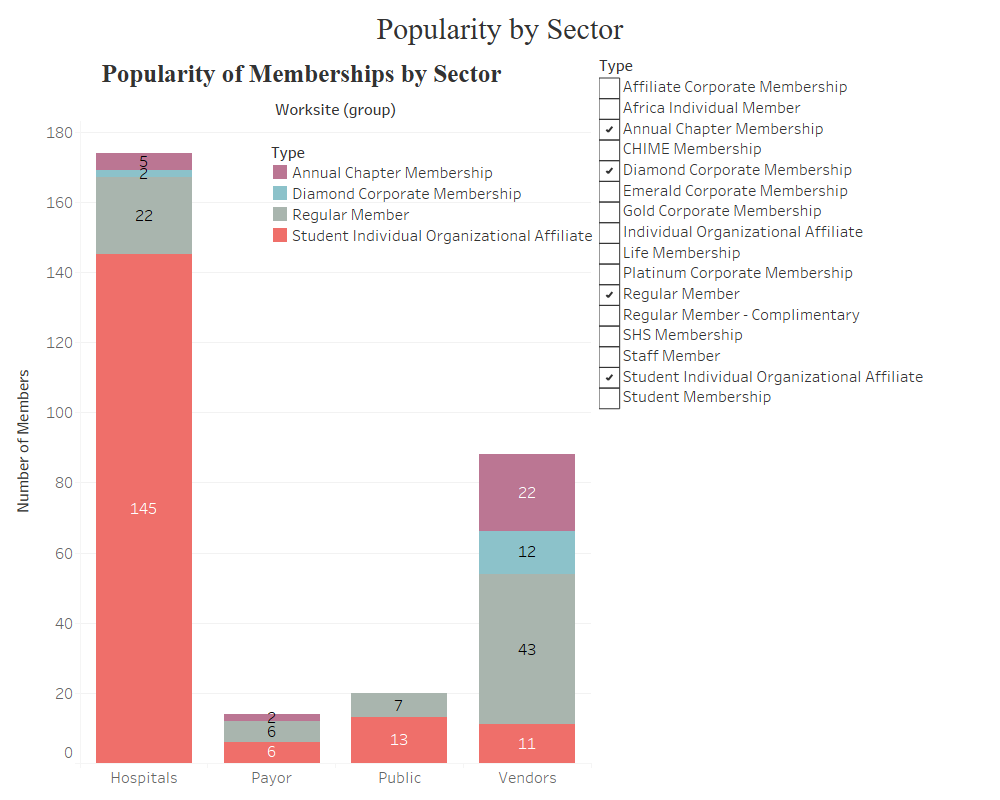 Popularity by Sector
Popularity of Memberships by Sector
Worksite (group)
Type
Annual Chapter Membership
Diamond Corporate Membership
Regular Member
Student Individual Organizational Affiliate
Number of Members
180
160
140
120
100
80
60
40
20
0
5
2
22
145
2
6
6
7
13
22
12
43
11
Hospitals
Payor
Public
Vendors
Type
Affiliate Corporate Membership
Africa Individual Member
Annual Chapter Membership
CHIME Membership
Diamond Corporate Membership
Emerald Corporate Membership
Gold Corporate Membership
Individual Organizational Affiliate
Life Membership
Platinum Corporate Membership
Regular Member
Regular Member - Complimentary
SHS Membership
Staff Member
Student Individual Organizational Affiliate
Student Membership